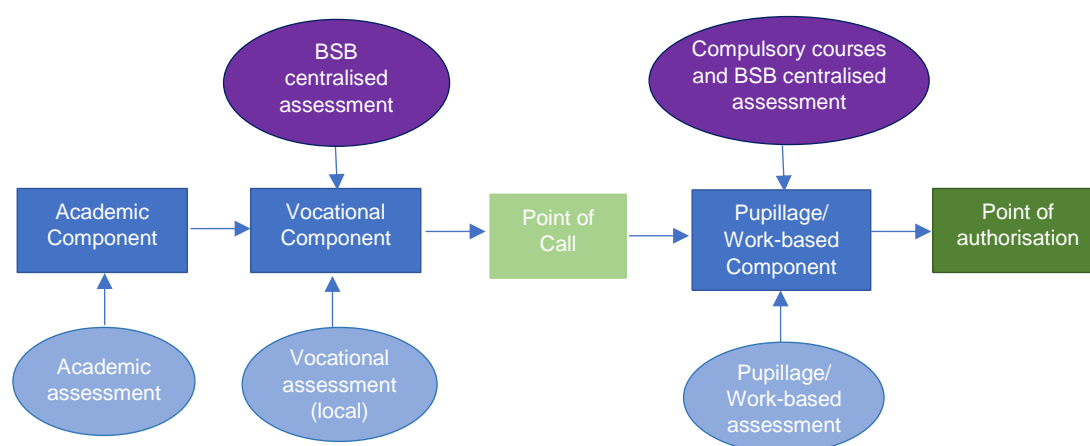 BSB
centralised
assessment
Compulsory courses
and BSB centralised
assessment
Academic
Component
Vocational
Component
Point of
Call
Pupillage/
Work-based
Component
Point of
authorisation
Academic
assessment
Vocational
assessment
(local)
Pupillage/
Work-based
assessment